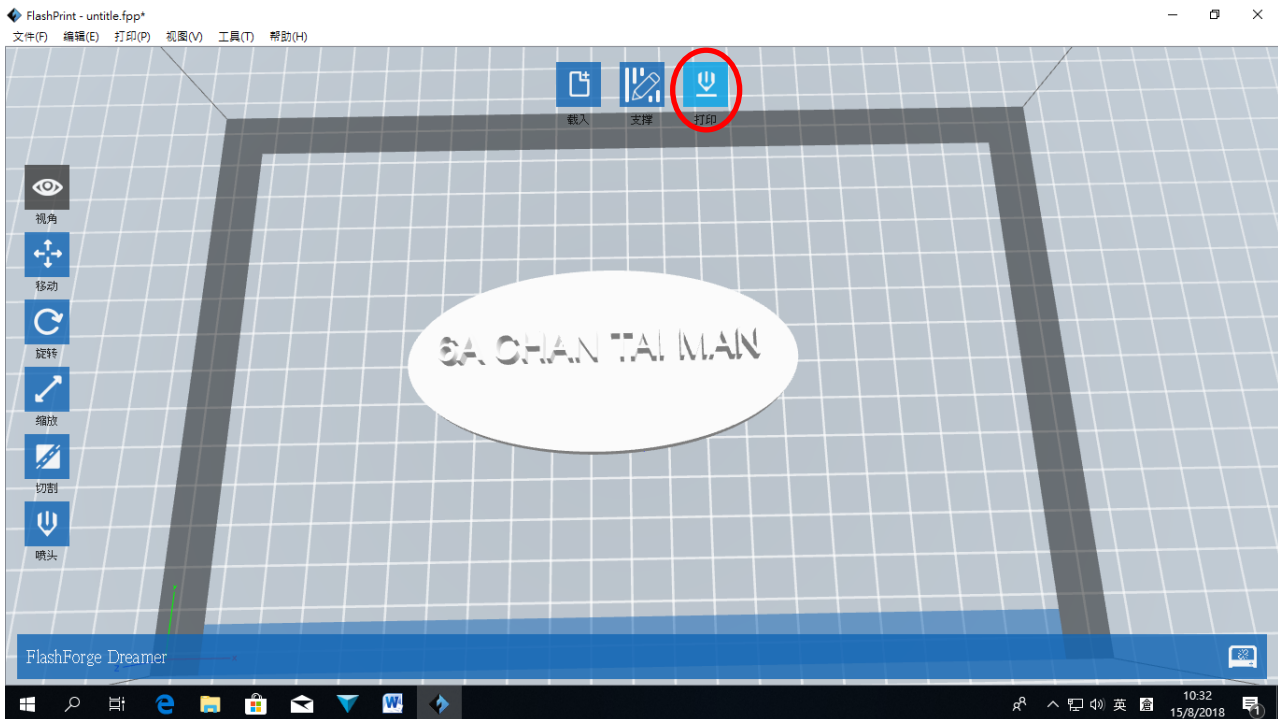 FlashPrint - untitle.fpp*
文件(F) 编辑(E) 打印(P) 视图(V) 工具(T) 帮助(H)
载入 支撑 打印
视角
移动
旋转
缩放
切割
喷头
6A CHAN TAI MAN
FlashForge Dreamer
英 倉
10:32
15/8/2018
1